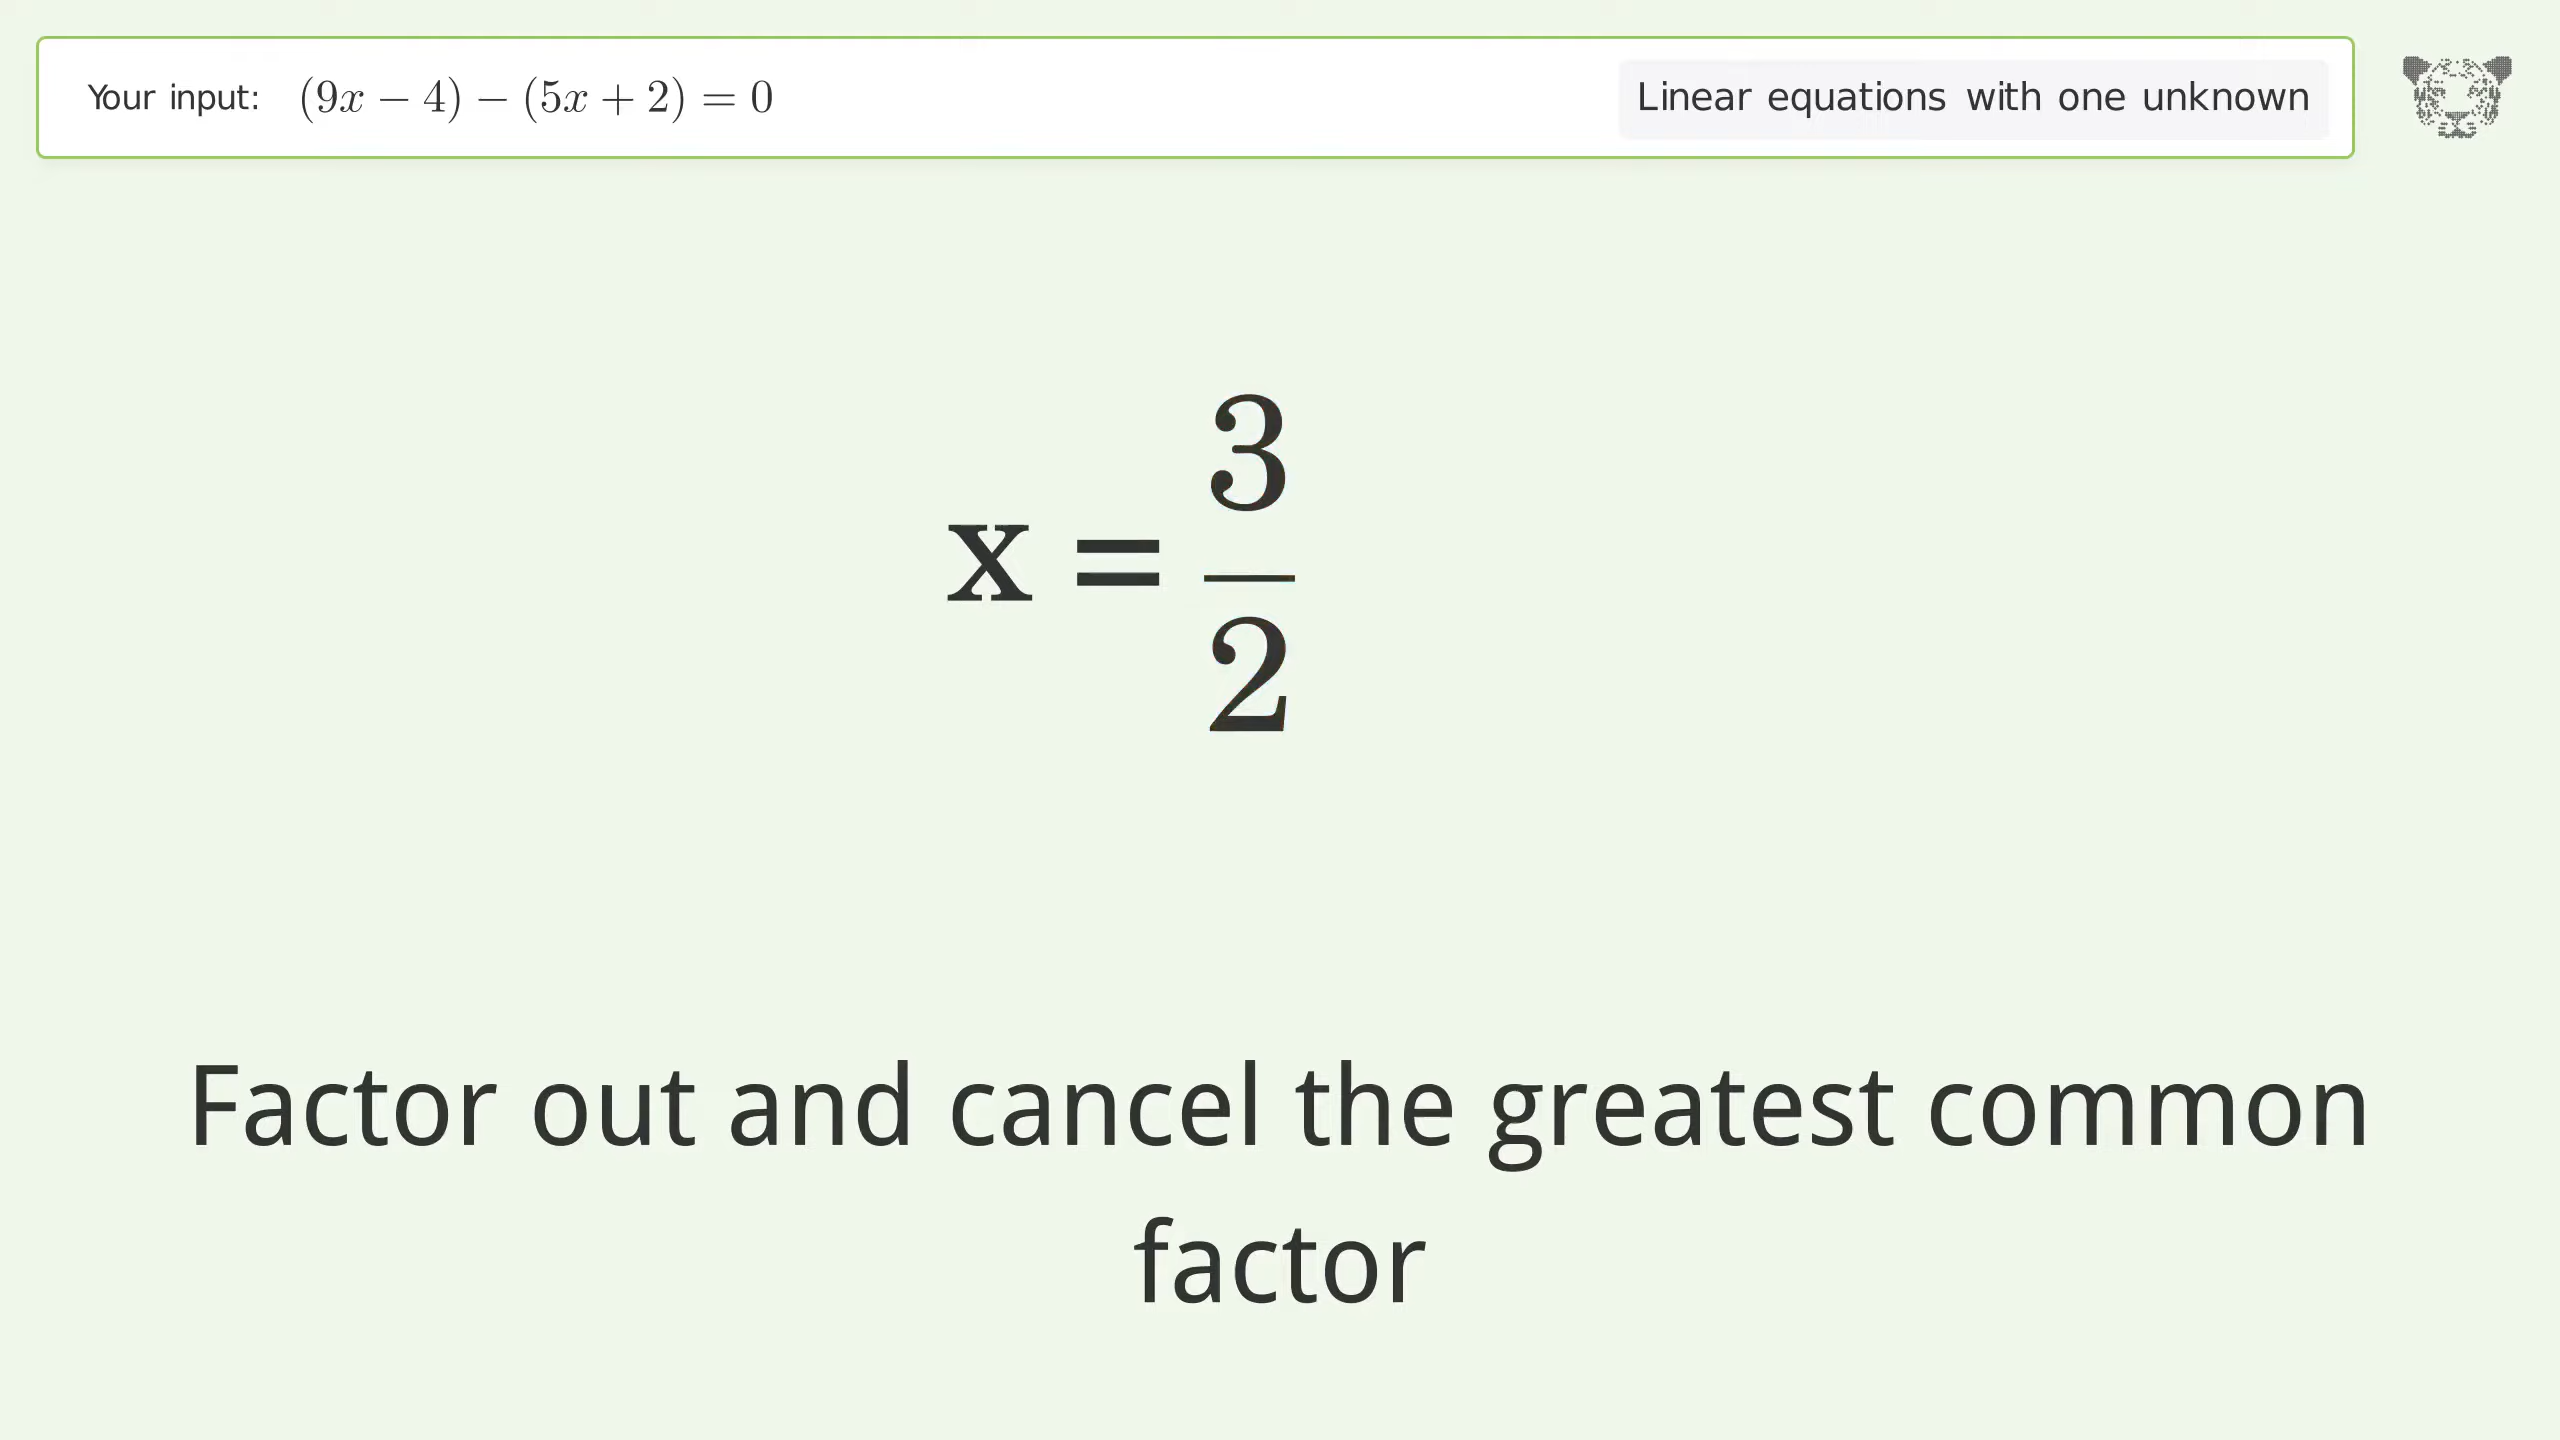 Your input: (9x − 4) − (5x + 2) = 0
Linear equations with one unknown
x = 3/2
Factor out and cancel the greatest common
factor